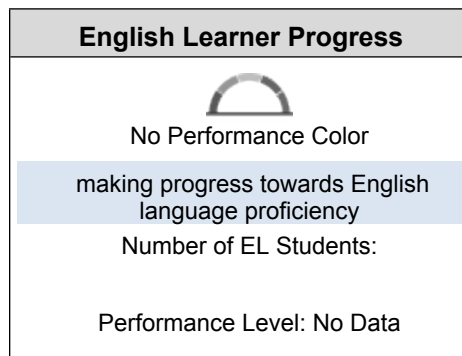 English Learner Progress
No Performance Color
making progress towards English
language proficiency
Number of EL Students:
Performance Level: No Data